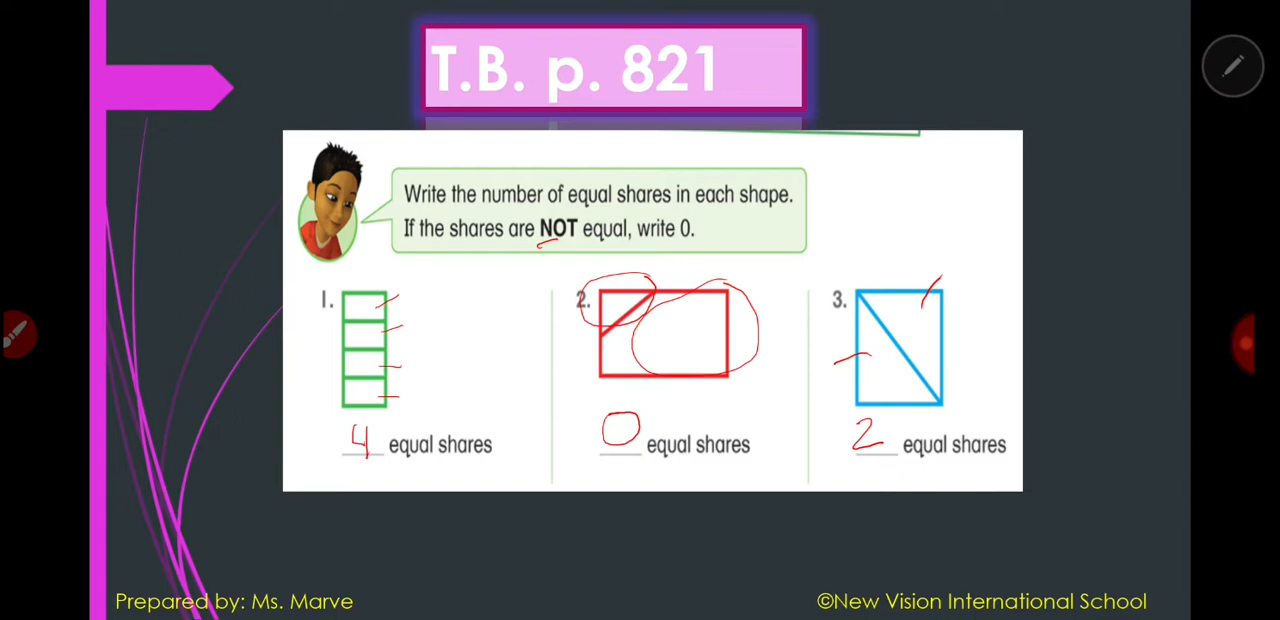 T.B. p. 821
Write the number of equal shares in each shape.
If the shares are NOT equal, write 0.
1.
2.
3.
4 equal shares
0 equal shares
2 equal shares
Prepared by: Ms. Marve
©New Vision International School